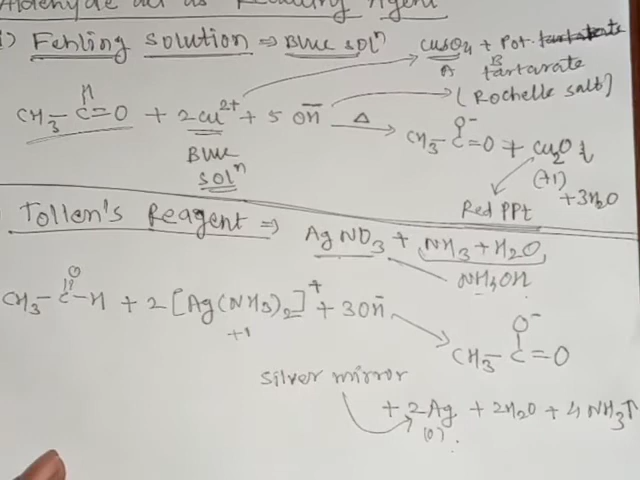 Aldehyde act as Reducing Agent
1) Fehling solution ⇒ Blue solⁿ
CuSO4 + Pot.
A B tartarate
(Rochelle salt)
H
CH3 - C = O + 2Cu2+ + 5 OH̄ Δ
Blue
solⁿ
O-
CH3 - C = O + Cu2O ↓
(+1)
+3H2O
Red PPt
Tollen's Reagent ⇒ AgNO3 + NH3 + H2O
NH4OH
O
CH3 - C - H + 2 [Ag(NH3)2]+ + 3OH̄
+1
O-
CH3 - C = O
silver mirror
+ 2Ag + 2H2O + 4NH3↑
(0).